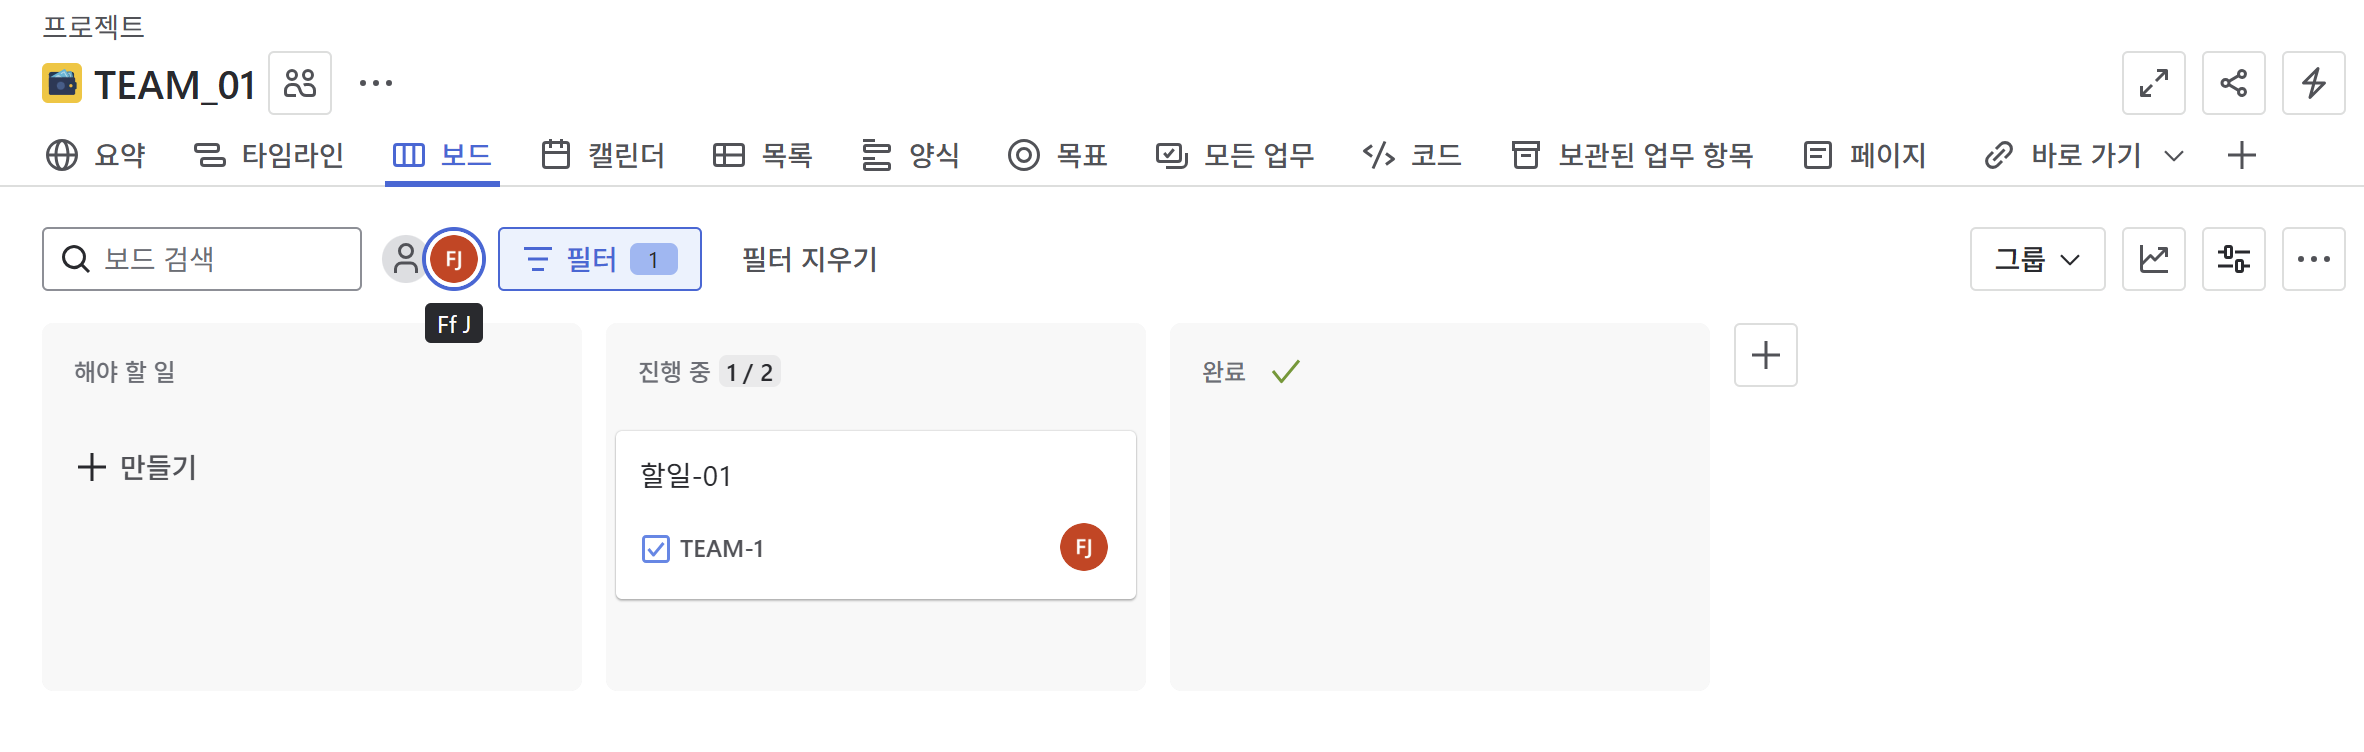 프로젝트
TEAM_01
요약 타임라인 보드 캘린더 목록 양식 목표 모든 업무 코드 보관된 업무 항목 페이지 바로 가기
보드 검색 FJ 필터 1 필터 지우기 그룹
Ff J
해야 할 일 진행 중 1 / 2 완료
만들기
할일-01
TEAM-1 FJ